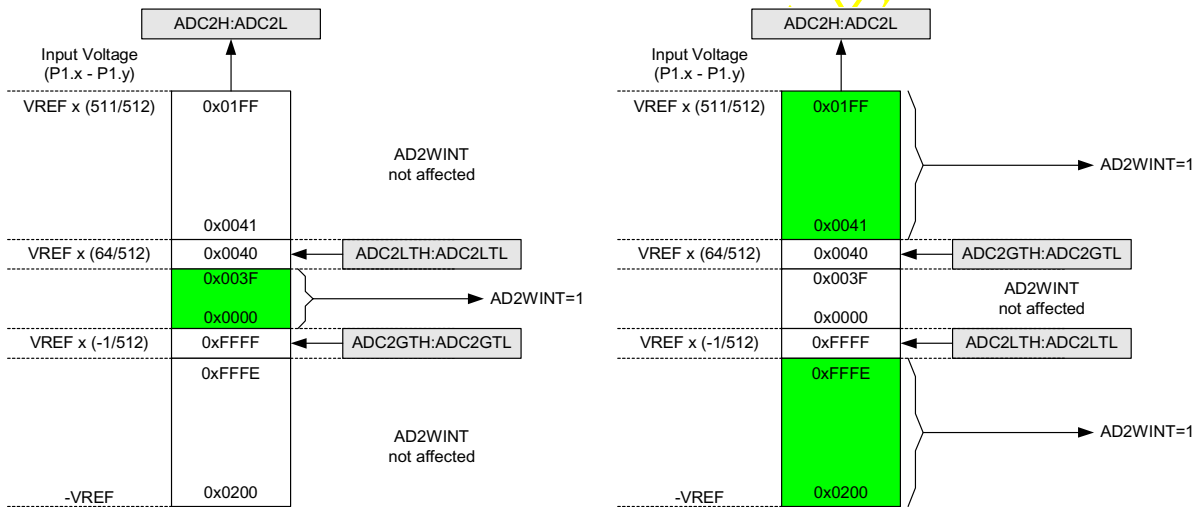 ADC2H:ADC2L
Input Voltage
(P1.x - P1.y)
VREF x (511/512)
0x01FF
AD2WINT
not affected
0x0041
VREF x (64/512)
0x0040
ADC2LTH:ADC2LTL
0x003F
AD2WINT=1
0x0000
VREF x (-1/512)
0xFFFF
ADC2GTH:ADC2GTL
0xFFFE
AD2WINT
not affected
-VREF
0x0200
ADC2H:ADC2L
Input Voltage
(P1.x - P1.y)
VREF x (511/512)
0x01FF
AD2WINT=1
0x0041
VREF x (64/512)
0x0040
ADC2GTH:ADC2GTL
0x003F
AD2WINT
not affected
0x0000
VREF x (-1/512)
0xFFFF
ADC2LTH:ADC2LTL
0xFFFE
AD2WINT=1
-VREF
0x0200